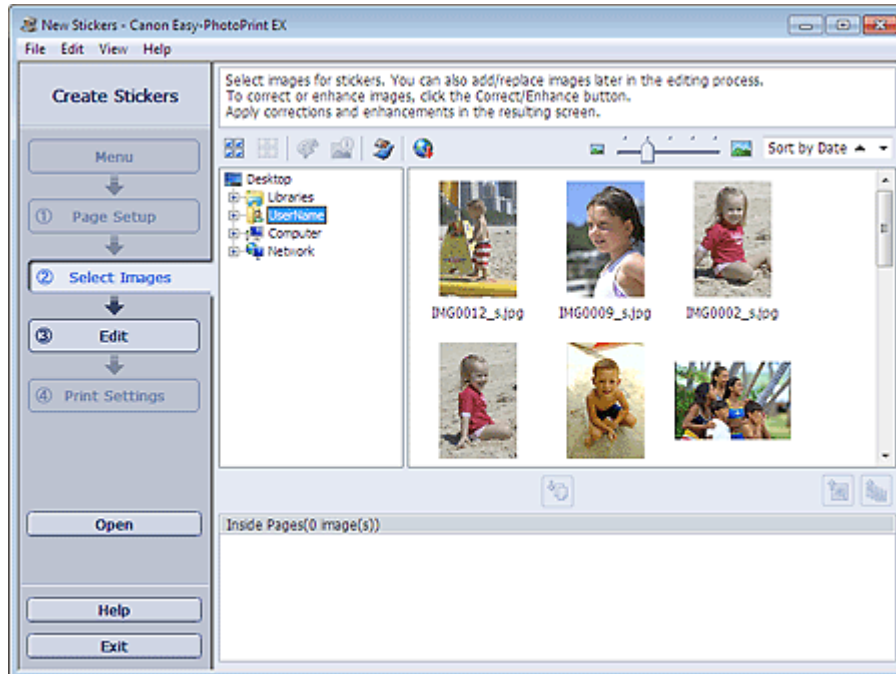 New Stickers - Canon Easy-PhotoPrint EX
File Edit View Help
Create Stickers
Menu
① Page Setup
② Select Images
③ Edit
④ Print Settings
Open
Help
Exit
Select images for stickers. You can also add/replace images later in the editing process.
To correct or enhance images, click the Correct/Enhance button.
Apply corrections and enhancements in the resulting screen.
Sort by Date
Desktop
Libraries
UserName
Computer
Network
IMG0012_s.jpg IMG0009_s.jpg IMG0002_s.jpg
Inside Pages(0 image(s))